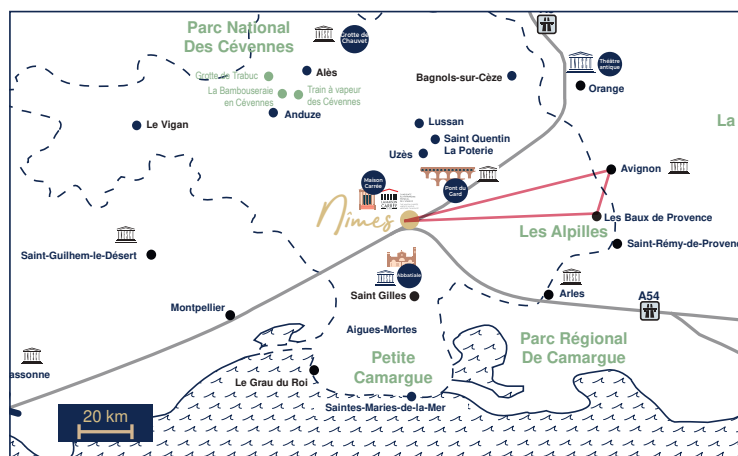 A9
Parc National
Des Cévennes
Grotte de
Chauvet
Théâtre
antique
Grotte de Trabuc
Alès
Bagnols-sur-Cèze
Orange
La Bambouseraie
en Cévennes
Train à vapeur
des Cévennes
Anduze
Le Vigan
Lussan
La
Saint Quentin
La Poterie
Uzès
Avignon
Maison
Carrée
Pont du
Gard
Nîmes
Les Baux de Provence
Les Alpilles
Saint-Rémy-de-Provenc
Saint-Guilhem-le-Désert
Abbatiale
Saint Gilles
Arles
A54
Montpellier
Aigues-Mortes
Parc Régional
De Camargue
Petite
Camargue
assonne
Le Grau du Roi
Saintes-Maries-de-la-Mer
20 km